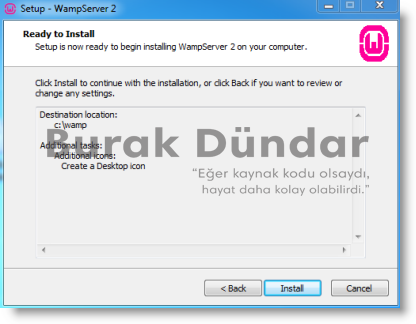 Setup - WampServer 2
Ready to Install
Setup is now ready to begin installing WampServer 2 on your computer.
Click Install to continue with the installation, or click Back if you want to review or
change any settings.
Destination location:
c:\wamp
Burak Dündar
Additional tasks:
Additional icons:
Create a Desktop icon
"Eğer kaynak kodu olsaydı,
hayat daha kolay olabilirdi."
< Back
Install
Cancel